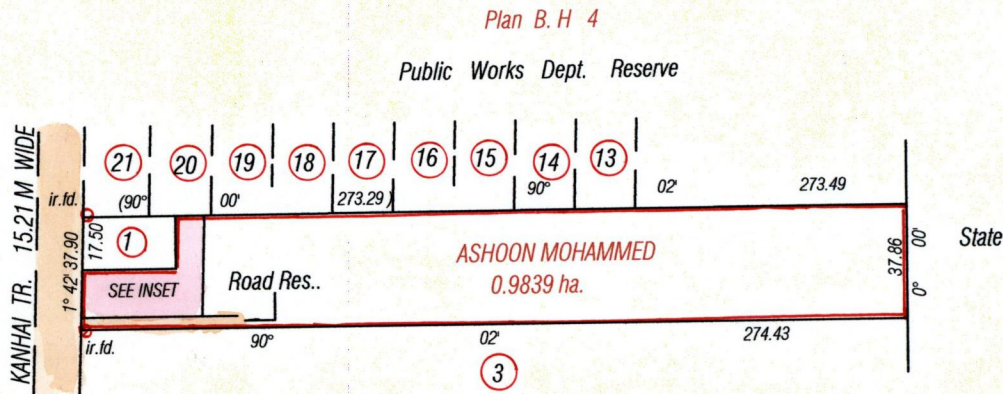 Plan B. H 4
Public Works Dept. Reserve
KANHAI TR. 15.21 M WIDE
21 20 19 18 17 16 15 14 13
ir.fd. (90° 00' 273.29 ) 90° 02' 273.49
1° 42' 37.90
17.50
1
ASHOON MOHAMMED
0.9839 ha.
37.86
0° 00'
State
SEE INSET
Road Res..
ir.fd. 90° 02' 274.43
3